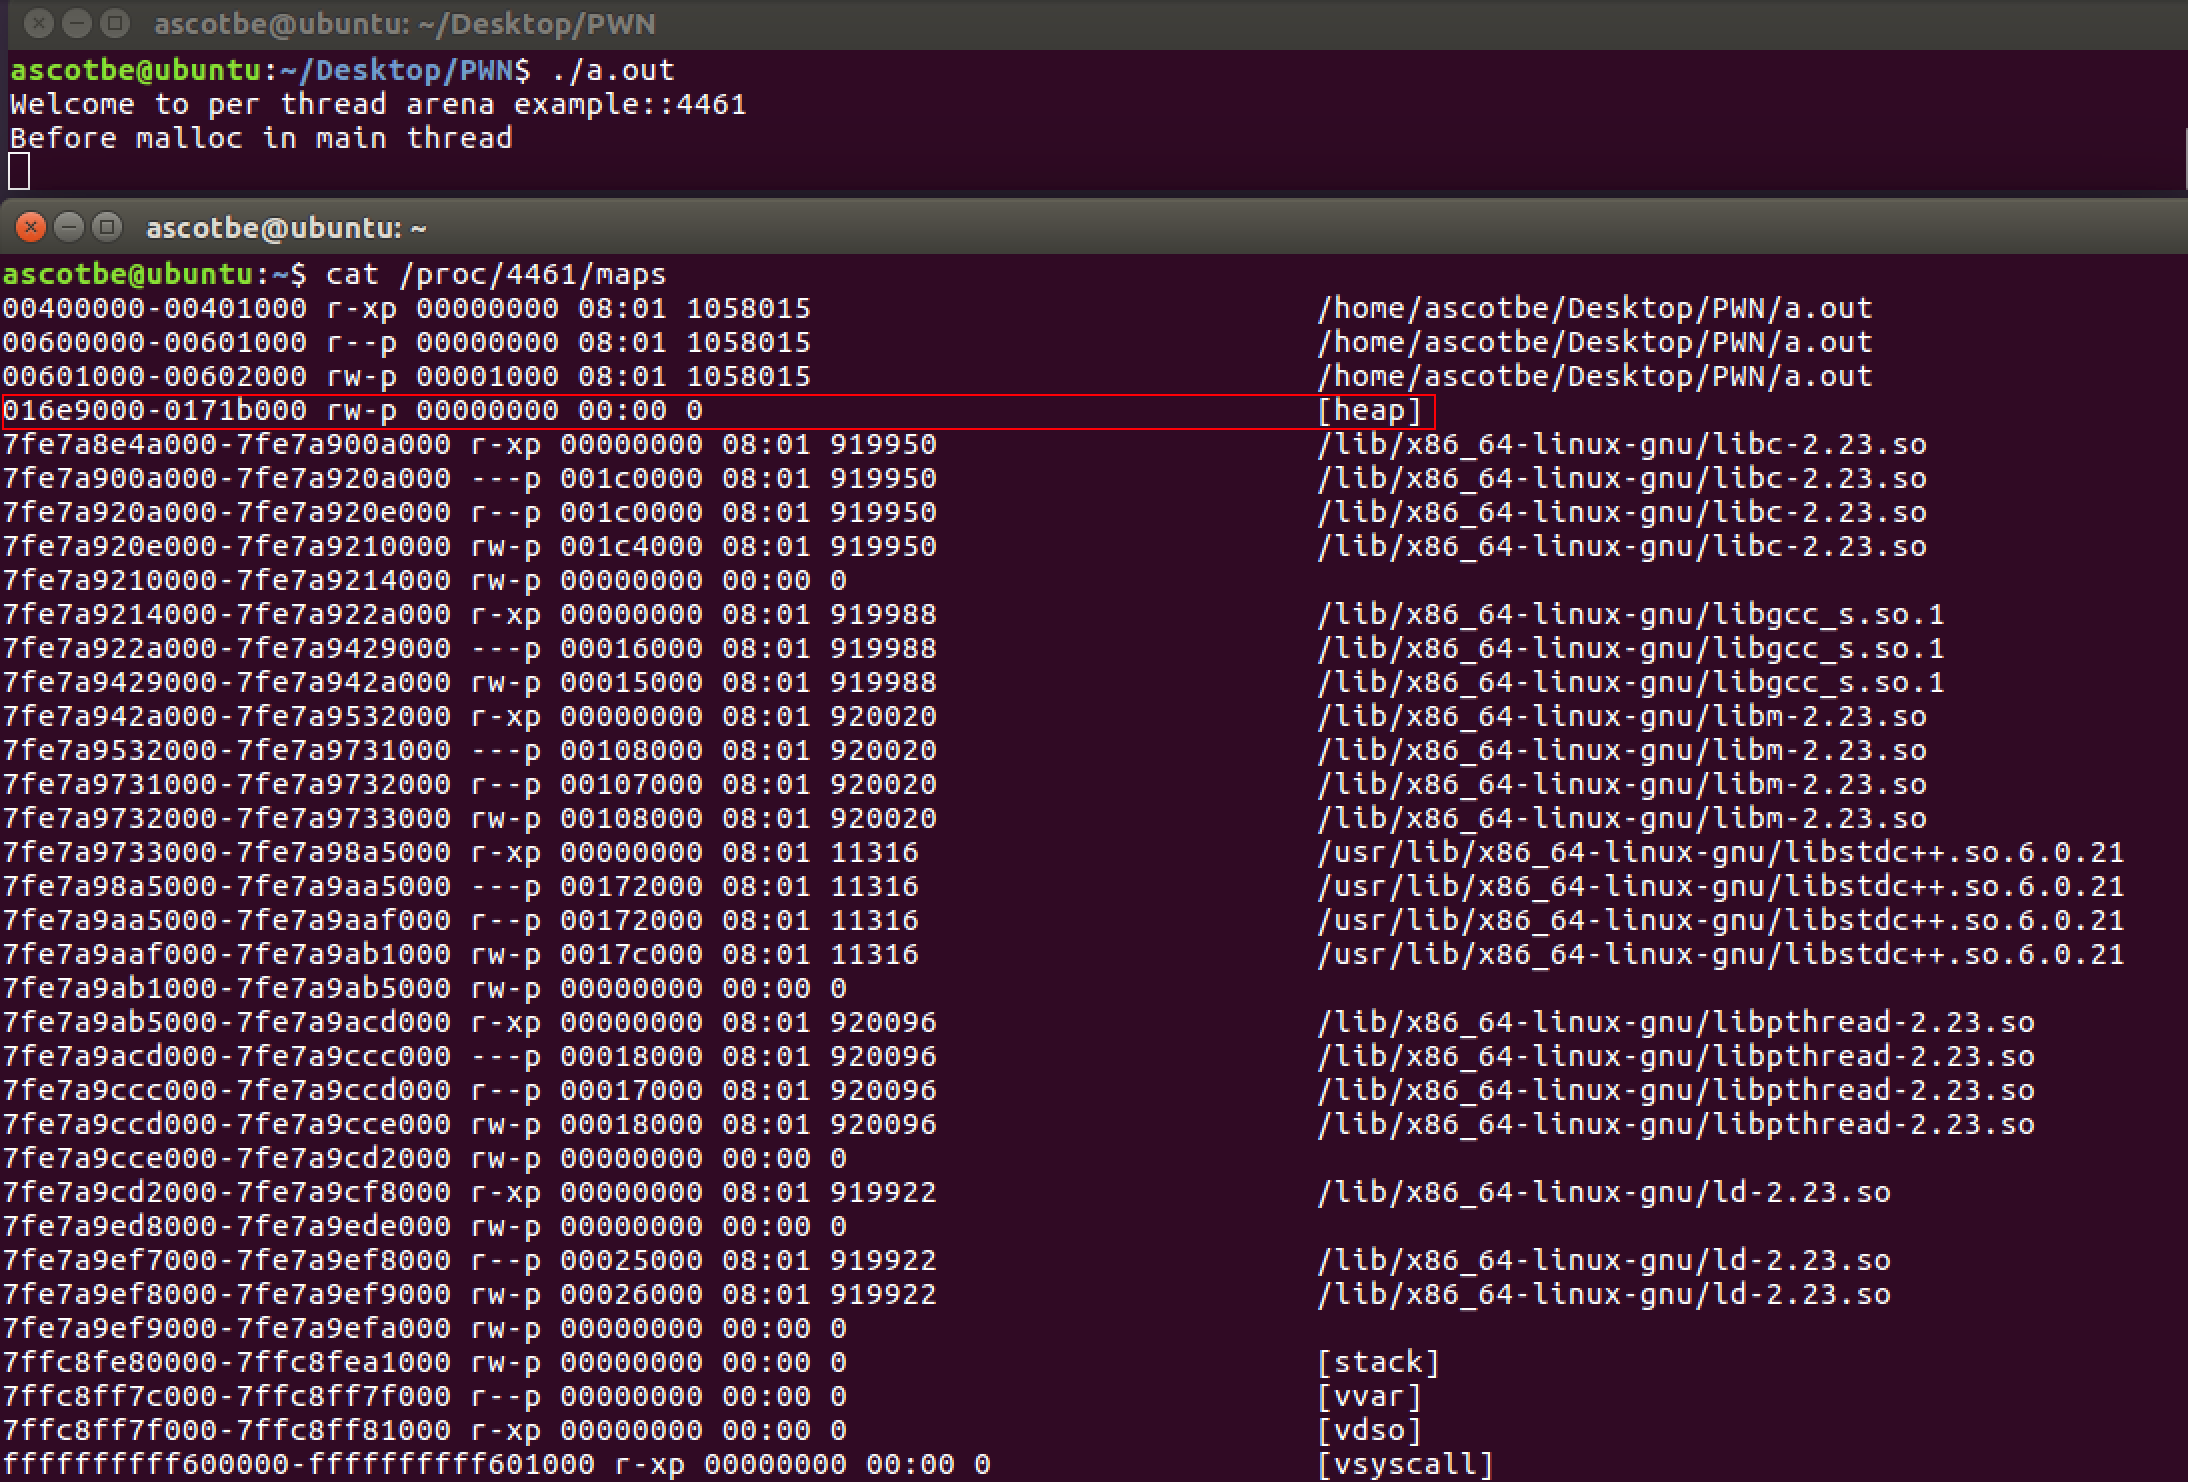 ascotbe@ubuntu: ~/Desktop/PWN
ascotbe@ubuntu:~/Desktop/PWN$ ./a.out
Welcome to per thread arena example::4461
Before malloc in main thread
ascotbe@ubuntu: ~
ascotbe@ubuntu:~$ cat /proc/4461/maps
00400000-00401000 r-xp 00000000 08:01 1058015 /home/ascotbe/Desktop/PWN/a.out
00600000-00601000 r--p 00000000 08:01 1058015 /home/ascotbe/Desktop/PWN/a.out
00601000-00602000 rw-p 00001000 08:01 1058015 /home/ascotbe/Desktop/PWN/a.out
016e9000-0171b000 rw-p 00000000 00:00 0 [heap]
7fe7a8e4a000-7fe7a900a000 r-xp 00000000 08:01 919950 /lib/x86_64-linux-gnu/libc-2.23.so
7fe7a900a000-7fe7a920a000 ---p 001c0000 08:01 919950 /lib/x86_64-linux-gnu/libc-2.23.so
7fe7a920a000-7fe7a920e000 r--p 001c0000 08:01 919950 /lib/x86_64-linux-gnu/libc-2.23.so
7fe7a920e000-7fe7a9210000 rw-p 001c4000 08:01 919950 /lib/x86_64-linux-gnu/libc-2.23.so
7fe7a9210000-7fe7a9214000 rw-p 00000000 00:00 0
7fe7a9214000-7fe7a922a000 r-xp 00000000 08:01 919988 /lib/x86_64-linux-gnu/libgcc_s.so.1
7fe7a922a000-7fe7a9429000 ---p 00016000 08:01 919988 /lib/x86_64-linux-gnu/libgcc_s.so.1
7fe7a9429000-7fe7a942a000 rw-p 00015000 08:01 919988 /lib/x86_64-linux-gnu/libgcc_s.so.1
7fe7a942a000-7fe7a9532000 r-xp 00000000 08:01 920020 /lib/x86_64-linux-gnu/libm-2.23.so
7fe7a9532000-7fe7a9731000 ---p 00108000 08:01 920020 /lib/x86_64-linux-gnu/libm-2.23.so
7fe7a9731000-7fe7a9732000 r--p 00107000 08:01 920020 /lib/x86_64-linux-gnu/libm-2.23.so
7fe7a9732000-7fe7a9733000 rw-p 00108000 08:01 920020 /lib/x86_64-linux-gnu/libm-2.23.so
7fe7a9733000-7fe7a98a5000 r-xp 00000000 08:01 11316 /usr/lib/x86_64-linux-gnu/libstdc++.so.6.0.21
7fe7a98a5000-7fe7a9aa5000 ---p 00172000 08:01 11316 /usr/lib/x86_64-linux-gnu/libstdc++.so.6.0.21
7fe7a9aa5000-7fe7a9aaf000 r--p 00172000 08:01 11316 /usr/lib/x86_64-linux-gnu/libstdc++.so.6.0.21
7fe7a9aaf000-7fe7a9ab1000 rw-p 0017c000 08:01 11316 /usr/lib/x86_64-linux-gnu/libstdc++.so.6.0.21
7fe7a9ab1000-7fe7a9ab5000 rw-p 00000000 00:00 0
7fe7a9ab5000-7fe7a9acd000 r-xp 00000000 08:01 920096 /lib/x86_64-linux-gnu/libpthread-2.23.so
7fe7a9acd000-7fe7a9ccc000 ---p 00018000 08:01 920096 /lib/x86_64-linux-gnu/libpthread-2.23.so
7fe7a9ccc000-7fe7a9ccd000 r--p 00017000 08:01 920096 /lib/x86_64-linux-gnu/libpthread-2.23.so
7fe7a9ccd000-7fe7a9cce000 rw-p 00018000 08:01 920096 /lib/x86_64-linux-gnu/libpthread-2.23.so
7fe7a9cce000-7fe7a9cd2000 rw-p 00000000 00:00 0
7fe7a9cd2000-7fe7a9cf8000 r-xp 00000000 08:01 919922 /lib/x86_64-linux-gnu/ld-2.23.so
7fe7a9ed8000-7fe7a9ede000 rw-p 00000000 00:00 0
7fe7a9ef7000-7fe7a9ef8000 r--p 00025000 08:01 919922 /lib/x86_64-linux-gnu/ld-2.23.so
7fe7a9ef8000-7fe7a9ef9000 rw-p 00026000 08:01 919922 /lib/x86_64-linux-gnu/ld-2.23.so
7fe7a9ef9000-7fe7a9efa000 rw-p 00000000 00:00 0
7ffc8fe80000-7ffc8fea1000 rw-p 00000000 00:00 0 [stack]
7ffc8ff7c000-7ffc8ff7f000 r--p 00000000 00:00 0 [vvar]
7ffc8ff7f000-7ffc8ff81000 r-xp 00000000 00:00 0 [vdso]
ffffffffff600000-ffffffffff601000 r-xp 00000000 00:00 0 [vsyscall]